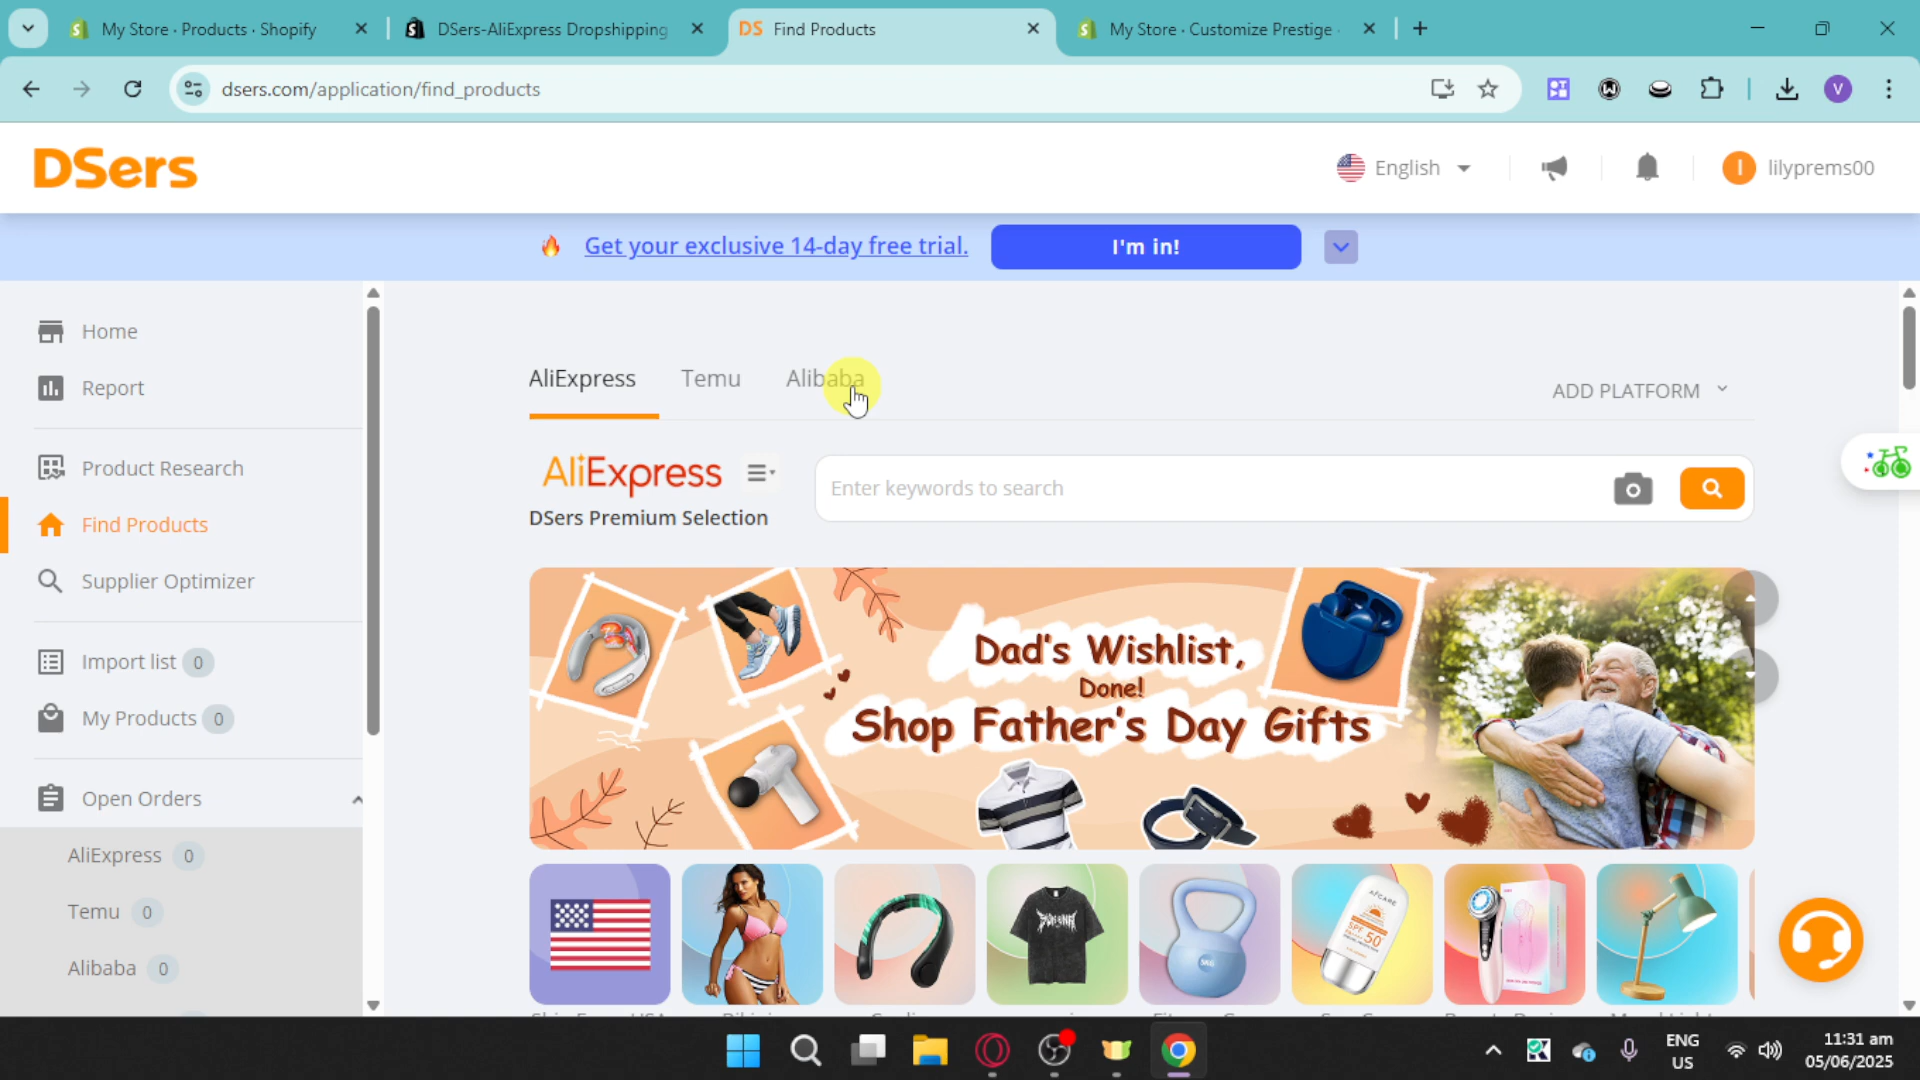 My Store · Products · Shopify
DSers-AliExpress Dropshipping
DS Find Products
My Store · Customize Prestige ·
dsers.com/application/find_products
V
DSers
English
I lilyprems00
Get your exclusive 14-day free trial.
I'm in!
Home
Report
Product Research
Find Products
Supplier Optimizer
Import list 0
My Products 0
Open Orders
AliExpress 0
Temu 0
Alibaba 0
AliExpress Temu Alibaba
ADD PLATFORM
AliExpress
DSers Premium Selection
Enter keywords to search
Dad's Wishlist,
Done!
Shop Father's Day Gifts
SPF 50
ENG
US
11:31 am
05/06/2025